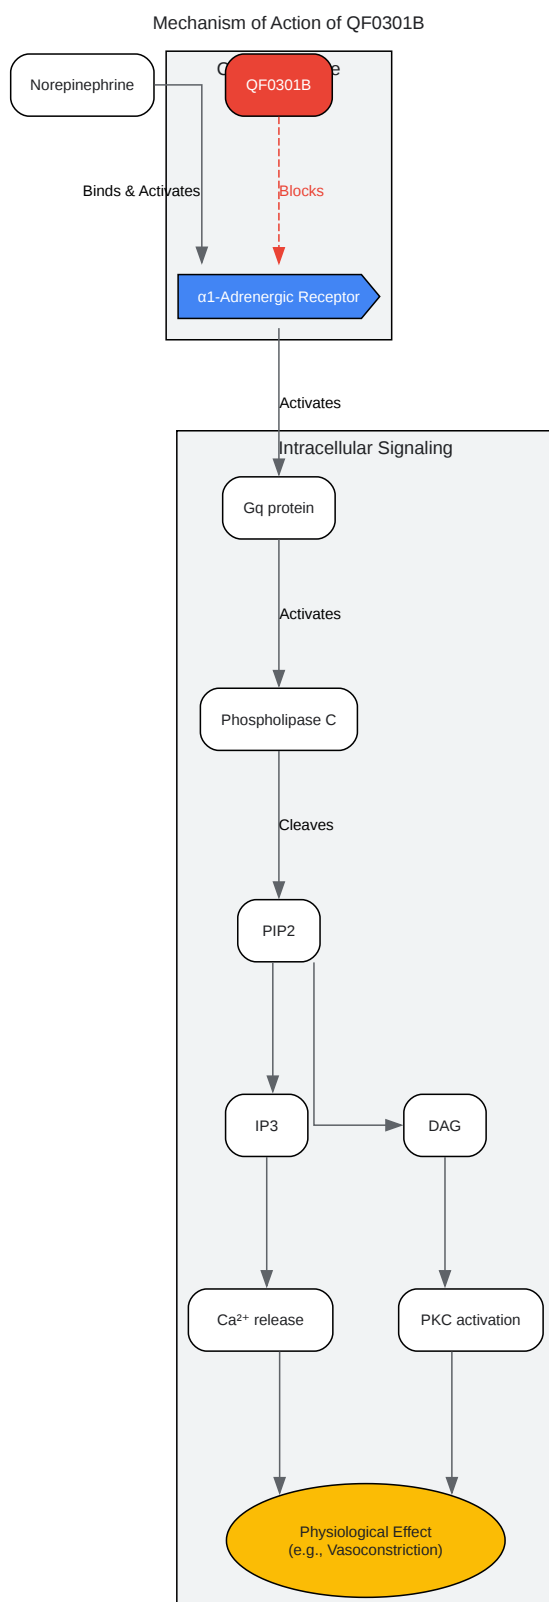 Mechanism of Action of QF0301B
Norepinephrine
QF0301B
Binds & Activates
Blocks
α1-Adrenergic Receptor
Activates
Intracellular Signaling
Gq protein
Activates
Phospholipase C
Cleaves
PIP2
IP3
DAG
Ca²⁺ release
PKC activation
Physiological Effect
(e.g., Vasoconstriction)